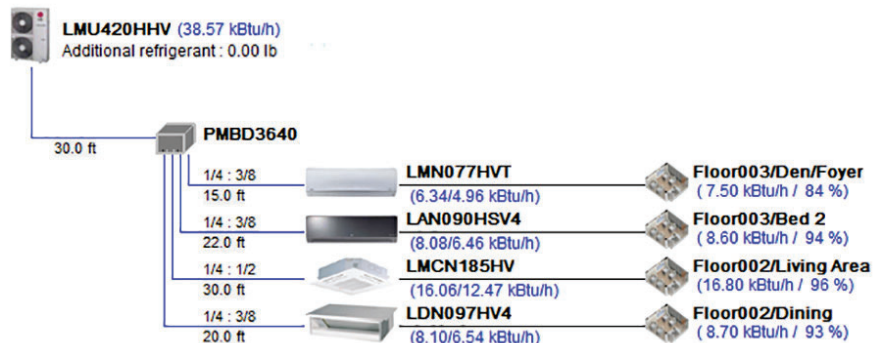 LMU420HHV (38.57 kBtu/h)
Additional refrigerant : 0.00 lb
30.0 ft
PMBD3640
1/4 : 3/8
15.0 ft
LMN077HVT
(6.34/4.96 kBtu/h)
Floor003/Den/Foyer
(7.50 kBtu/h / 84 %)
1/4 : 3/8
22.0 ft
LAN090HSV4
(8.08/6.46 kBtu/h)
Floor003/Bed 2
(8.60 kBtu/h / 94 %)
1/4 : 1/2
30.0 ft
LMCN185HV
(16.06/12.47 kBtu/h)
Floor002/Living Area
(16.80 kBtu/h / 96 %)
1/4 : 3/8
20.0 ft
LDN097HV4
(8.10/6.54 kBtu/h)
Floor002/Dining
(8.70 kBtu/h / 93 %)